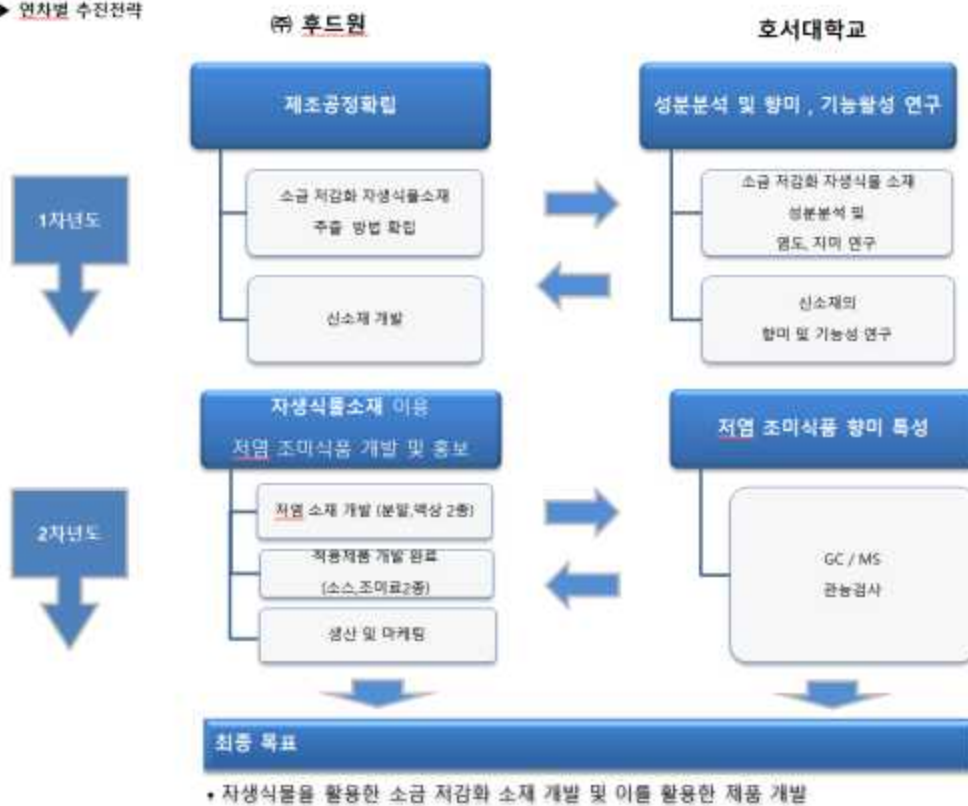 ▶ 연차별 추진전략
㈜ 후드원
호서대학교
제조공정확립
성분분석 및 향미 , 기능활성 연구
1차년도
소금 저감화 자생식물소재
추출 방법 확립
소금 저감화 자생식물 소재
성분분석 및
염도, 지미 연구
신소재 개발
신소재의
향미 및 기능성 연구
자생식물소재 이용
저염 조미식품 개발 및 홍보
저염 조미식품 향미 특성
2차년도
저염 소재 개발 (분말,액상 2종)
적용제품 개발 완료
(소스,조미료2종)
생산 및 마케팅
GC / MS
관능검사
최종 목표
• 자생식물을 활용한 소금 저감화 소재 개발 및 이를 활용한 제품 개발